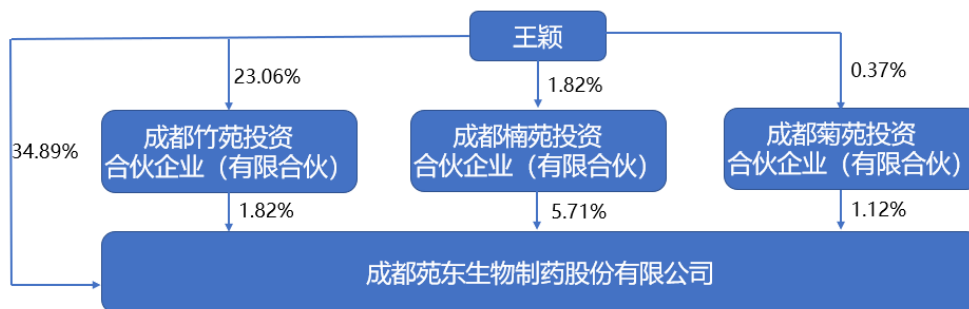 王颖
23.06%
1.82%
0.37%
34.89%
成都竹苑投资
合伙企业（有限合伙）
成都楠苑投资
合伙企业（有限合伙）
成都菊苑投资
合伙企业（有限合伙）
1.82%
5.71%
1.12%
成都苑东生物制药股份有限公司